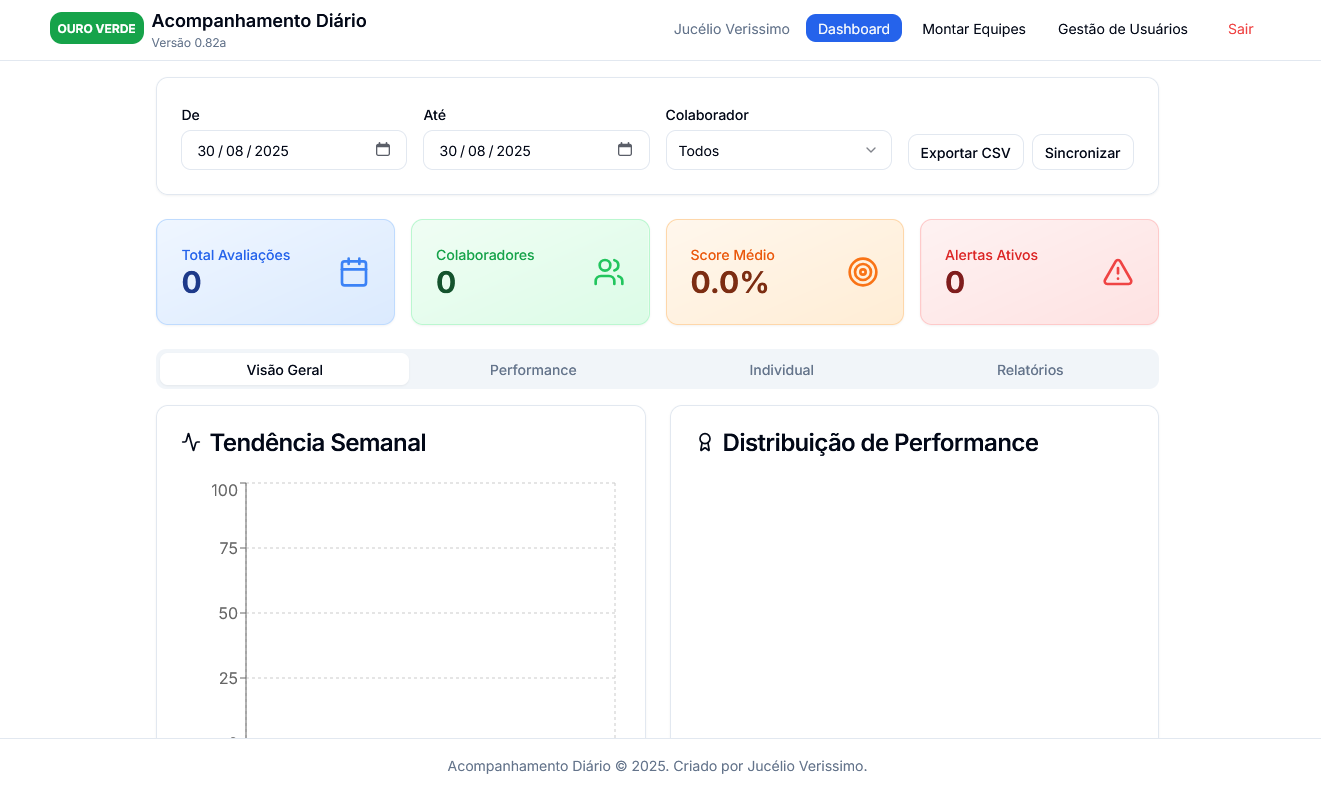 OURO VERDE
Acompanhamento Diário
Versão 0.82a
Jucélio Verissimo
Dashboard
Montar Equipes
Gestão de Usuários
Sair
De
Até
Colaborador
30/08/2025
30/08/2025
Todos
Exportar CSV
Sincronizar
Total Avaliações
0
Colaboradores
0
Score Médio
0.0%
Alertas Ativos
0
Visão Geral
Performance
Individual
Relatórios
Tendência Semanal
Distribuição de Performance
100
75
50
25
Acompanhamento Diário © 2025. Criado por Jucélio Verissimo.